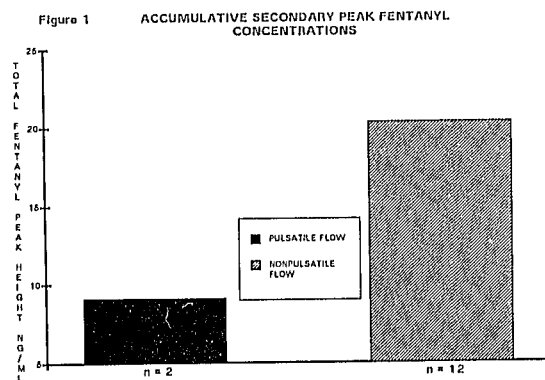 Figure 1
ACCUMULATIVE SECONDARY PEAK FENTANYL
CONCENTRATIONS
TOTAL FENTANYL PEAK HEIGHT NG/ML
25
20
15
10
5
PULSATILE FLOW
NONPULSATILE
FLOW
n = 2
n = 12